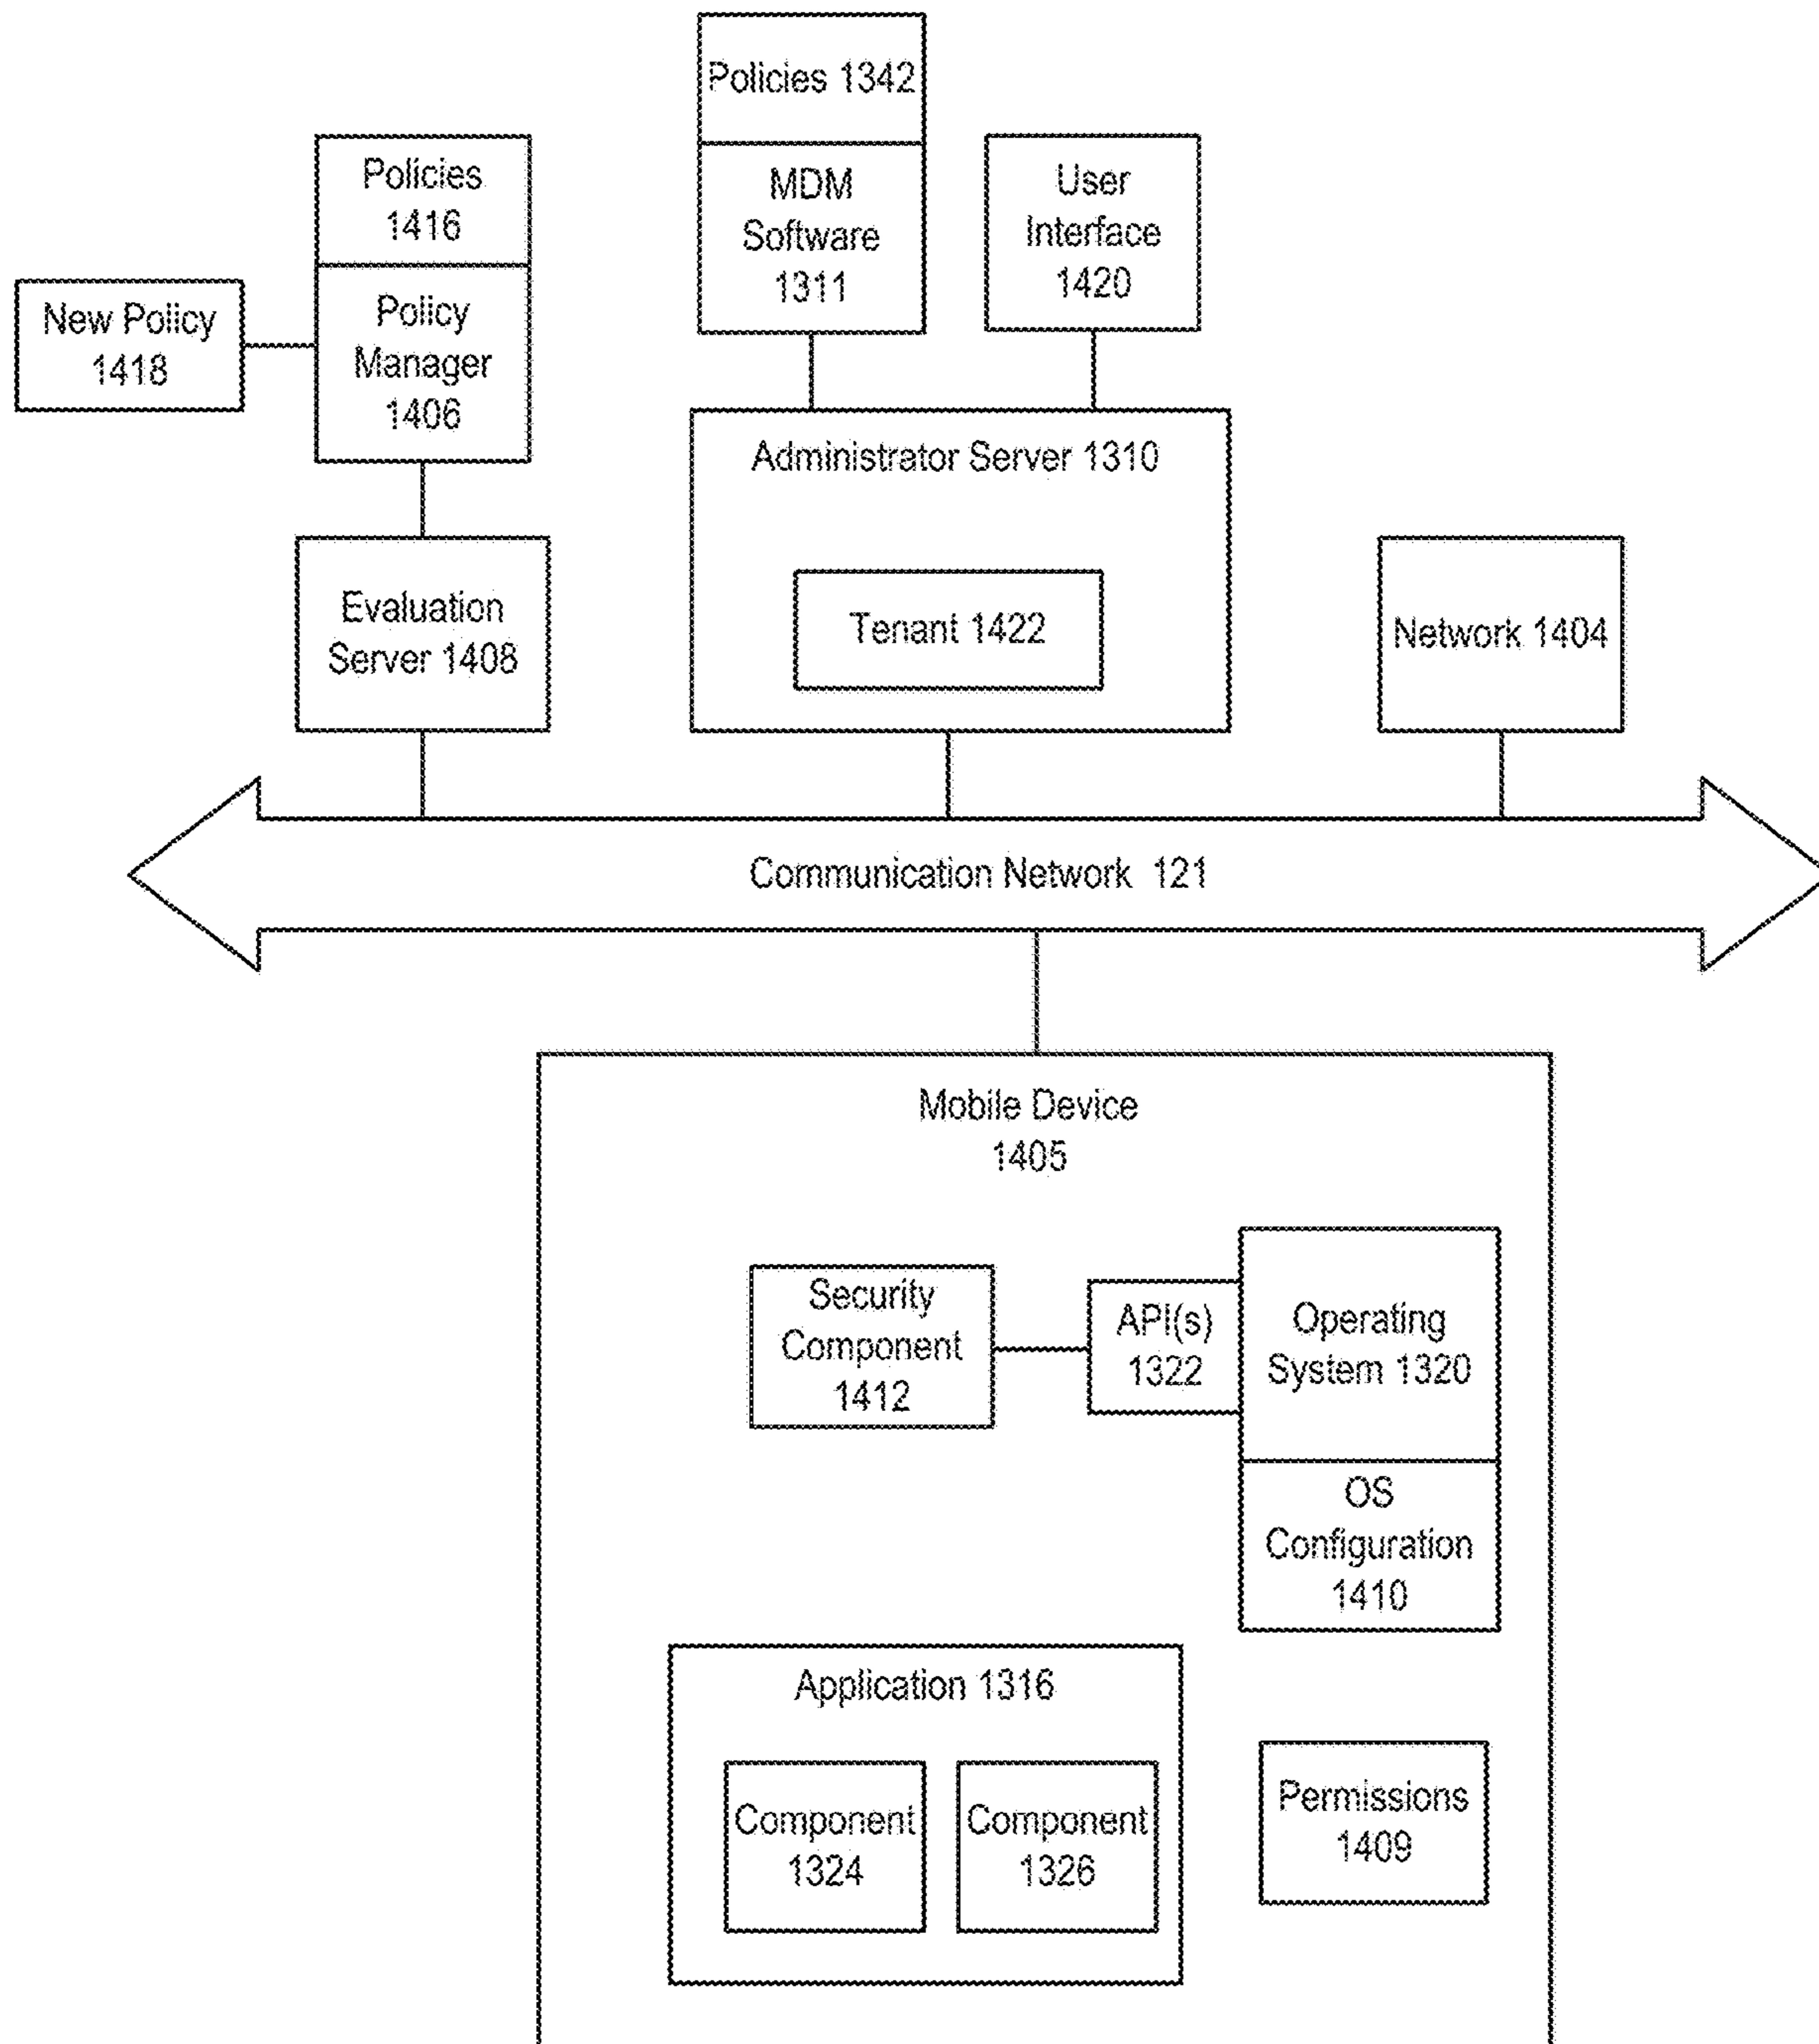 Policies 1342
MDM
Software
1311
User
Interface
1420
Policies
1416
Policy
Manager
1406
New Policy
1418
Administrator Server 1310
Tenant 1422
Evaluation
Server 1408
Network 1404
Communication Network 121
Mobile Device
1405
Security
Component
1412
API(s)
1322
Operating
System 1320
OS
Configuration
1410
Application 1316
Component
1324
Component
1326
Permissions
1409